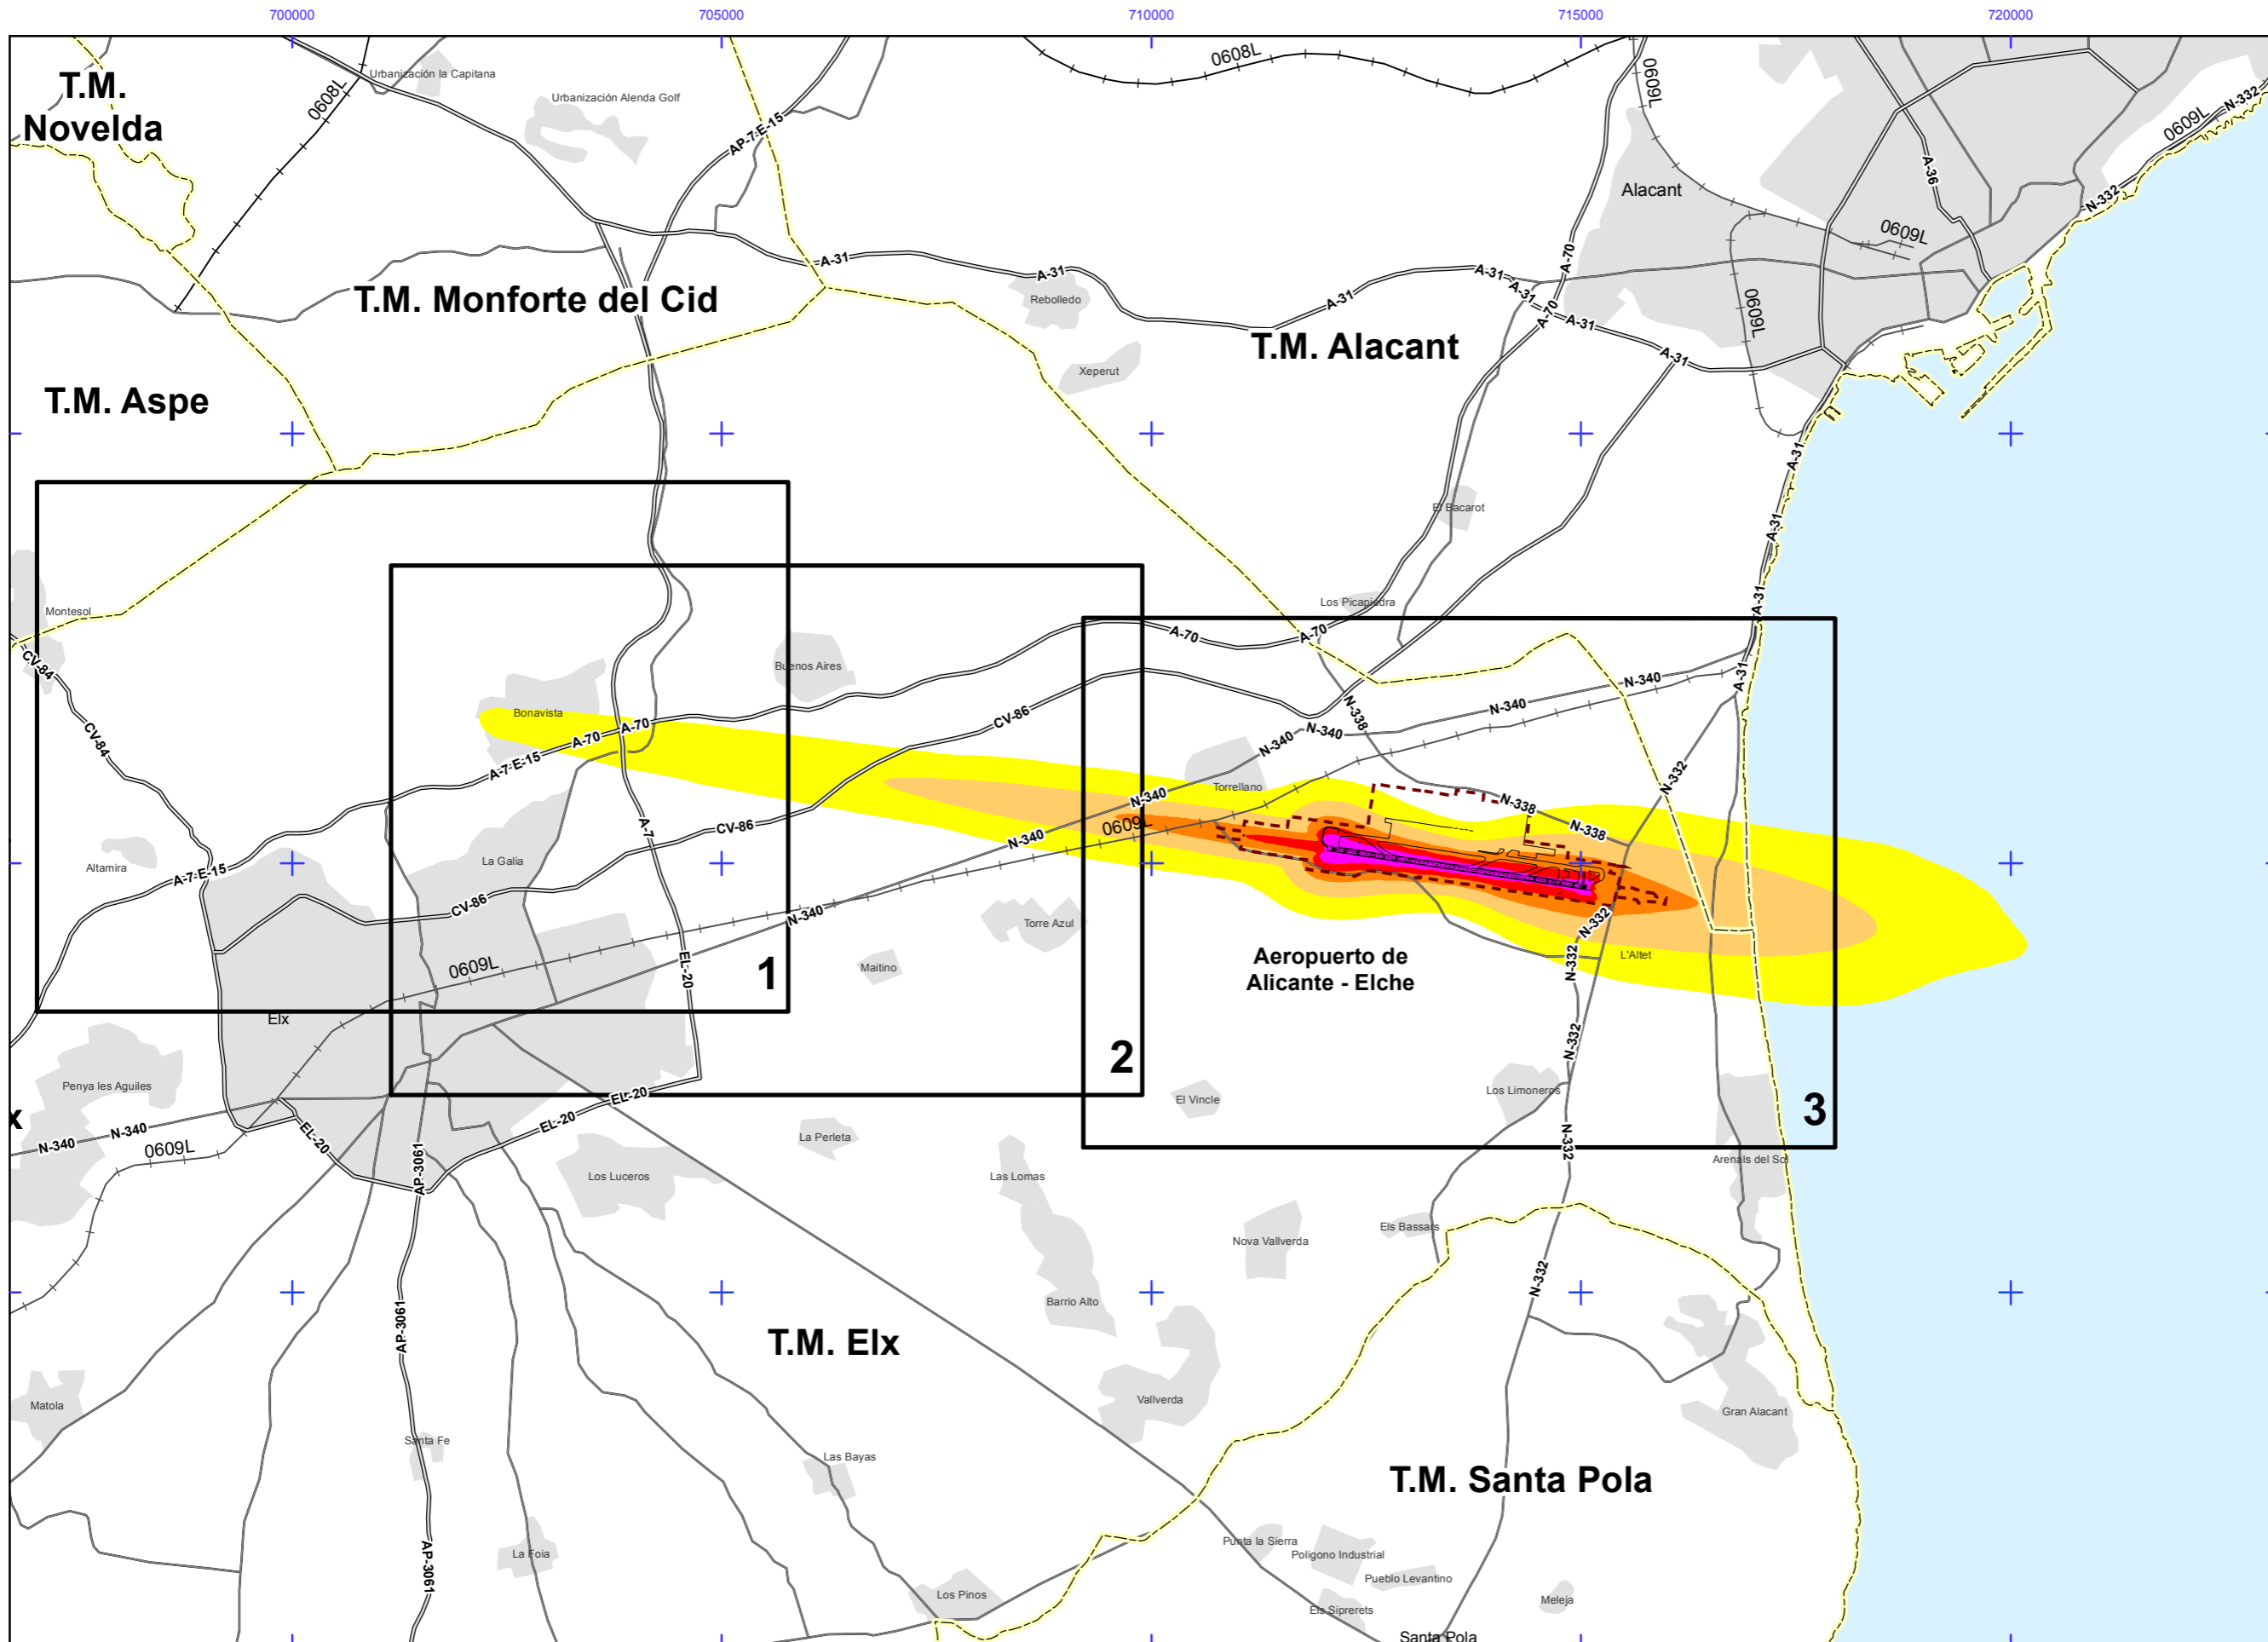 700000 705000 710000 715000 720000
0608L
0609L
Urbanización la Capitana
T.M.
Novelda
0608L
Urbanización Alenda Golf
AP-7-E-15
N-332
0609L
A-36
N-332
Alacant
0609L
A-70
A-31
A-31
A-31
A-31
A-31
A-31
A-70
A-31
0609L
T.M. Monforte del Cid
Rebolledo
T.M. Alacant
Xeperut
T.M. Aspe
A-31
El Bacarot
A-31
Montesol
Los Picapiedra
A-31
CV-84
A-70
A-70
Buenos Aires
A-31
N-340
N-338
N-340
Bonavista
CV-86
N-340
N-340
A-70
A-70
CV-84
A-7-E-15
Torrellano
N-332
N-340
N-338
N-338
A-7
CV-86
0609L
N-340
La Galia
Altamira
A-7-E-15
CV-86
N-340
Torre Azul
N-332
Aeropuerto de
Alicante - Elche
L'Altet
N-332
0609L
EL-20
Maitino
1
Elx
N-332
2
Penya les Aguiles
El Vincle
Los Limoneros
3
EL-20
x
N-340
N-340
EL-20
EL-20
La Perleta
0609L
AP-3061
N-332
Arenals del Sol
Los Luceros
Las Lomas
Els Bassars
Nova Vallverda
N-332
Barrio Alto
AP-3061
T.M. Elx
Matola
Vallverda
Gran Alacant
Santa Fe
Las Bayas
T.M. Santa Pola
Punta la Sierra
Poligono Industrial
La Foia
AP-3061
Pueblo Levantino
Los Pinos
Meleja
Els Siprerets
Santa Pola